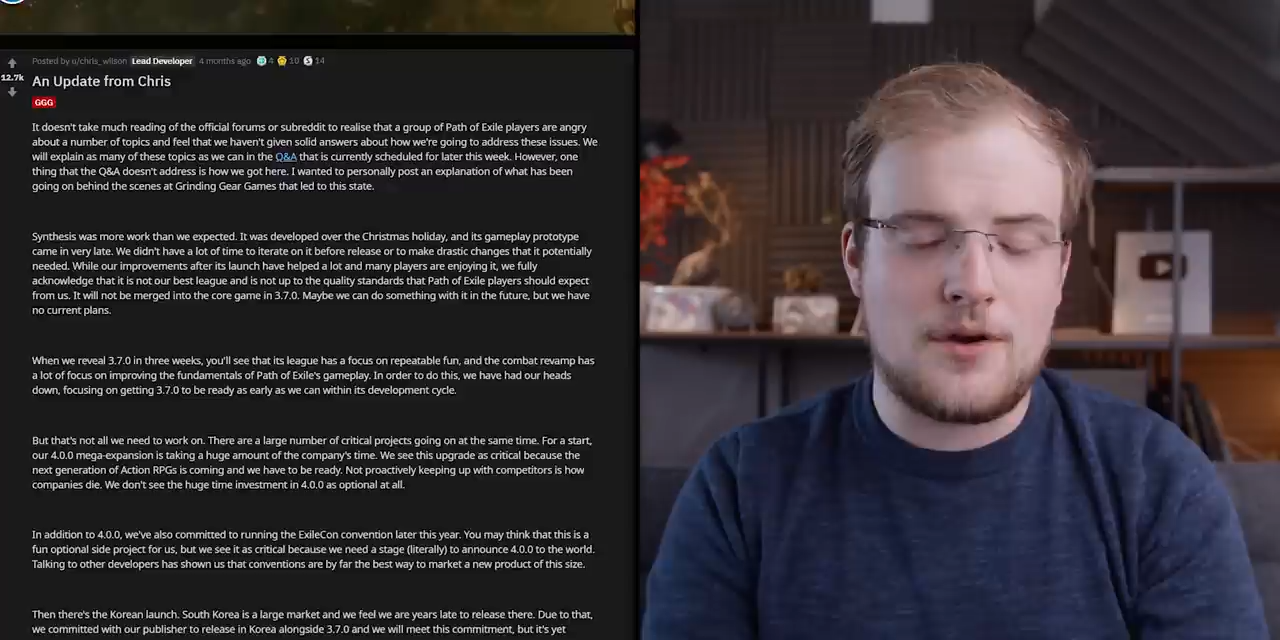 Posted by u/chris_wilson Lead Developer 4 months ago 4 10 14
12.7k
An Update from Chris
GGG
It doesn't take much reading of the official forums or subreddit to realise that a group of Path of Exile players are angry
about a number of topics and feel that we haven't given solid answers about how we're going to address these issues. We
will explain as many of these topics as we can in the Q&A that is currently scheduled for later this week. However, one
thing that the Q&A doesn't address is how we got here. I wanted to personally post an explanation of what has been
going on behind the scenes at Grinding Gear Games that led to this state.
Synthesis was more work than we expected. It was developed over the Christmas holiday, and its gameplay prototype
came in very late. We didn't have a lot of time to iterate on it before release or to make drastic changes that it potentially
needed. While our improvements after its launch have helped a lot and many players are enjoying it, we fully
acknowledge that it is not our best league and is not up to the quality standards that Path of Exile players should expect
from us. It will not be merged into the core game in 3.7.0. Maybe we can do something with it in the future, but we have
no current plans.
When we reveal 3.7.0 in three weeks, you'll see that its league has a focus on repeatable fun, and the combat revamp has
a lot of focus on improving the fundamentals of Path of Exile's gameplay. In order to do this, we have had our heads
down, focusing on getting 3.7.0 to be ready as early as we can within its development cycle.
But that's not all we need to work on. There are a large number of critical projects going on at the same time. For a start,
our 4.0.0 mega-expansion is taking a huge amount of the company's time. We see this upgrade as critical because the
next generation of Action RPGs is coming and we have to be ready. Not proactively keeping up with competitors is how
companies die. We don't see the huge time investment in 4.0.0 as optional at all.
In addition to 4.0.0, we've also committed to running the ExileCon convention later this year. You may think that this is a
fun optional side project for us, but we see it as critical because we need a stage (literally) to announce 4.0.0 to the world.
Talking to other developers has shown us that conventions are by far the best way to market a new product of this size.
Then there's the Korean launch. South Korea is a large market and we feel we are years late to release there. Due to that,
we committed with our publisher to release in Korea alongside 3.7.0 and we will meet this commitment, but it's yet